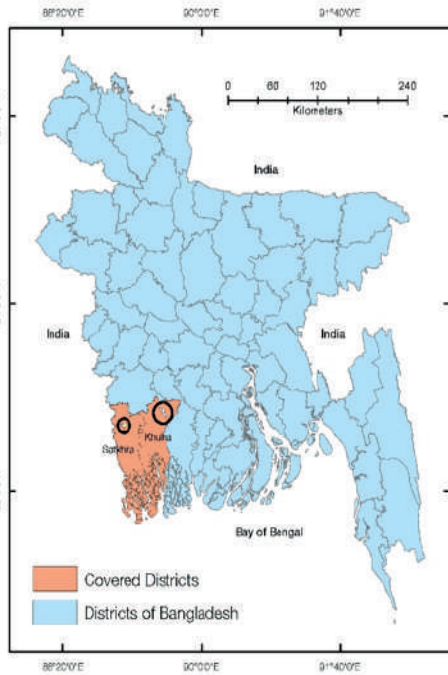 88°20'0"E 90°0'0"E 91°40'0"E
0 60 120 240
Kilometers
India
India
India
Khulna
Satkhra
Bay of Bengal
Covered Districts
Districts of Bangladesh
88°20'0"E 90°0'0"E 91°40'0"E